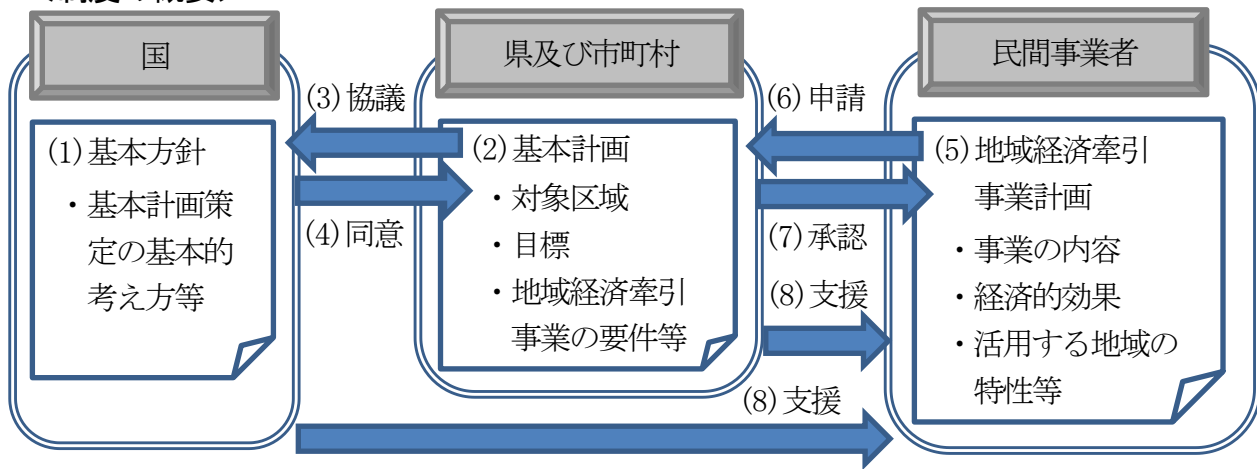 国
(1)基本方針
・基本計画策
定の基本的
考え方等
(3)協議
(4)同意
県及び市町村
(2)基本計画
・対象区域
・目標
・地域経済牽引
事業の要件等
(6)申請
(7)承認
(8)支援
(8)支援
民間事業者
(5)地域経済牽引
事業計画
・事業の内容
・経済的効果
・活用する地域の
特性等